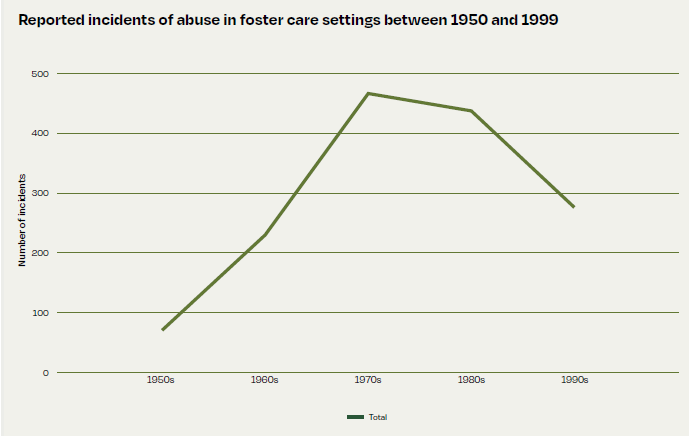 Reported incidents of abuse in foster care settings between 1950 and 1999
Number of incidents
500
400
300
200
100
0
1950s
1960s
1970s
1980s
1990s
Total